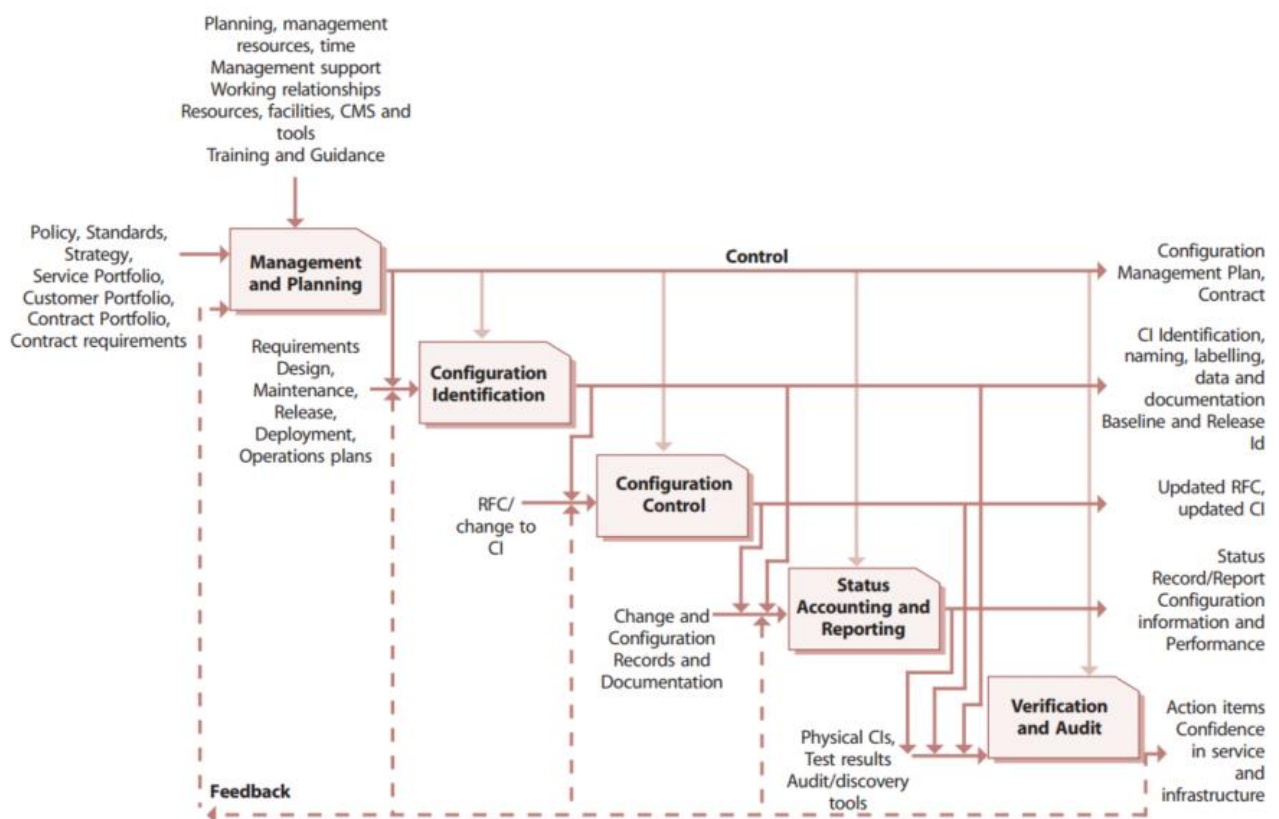 Planning, management
resources, time
Management support
Working relationships
Resources, facilities, CMS and
tools
Training and Guidance
Policy, Standards,
Strategy,
Service Portfolio,
Customer Portfolio,
Contract Portfolio,
Contract requirements
Management
and Planning
Control
Configuration
Management Plan,
Contract
Requirements
Design,
Maintenance,
Release,
Deployment,
Operations plans
Configuration
Identification
CI Identification,
naming, labelling,
data and
documentation
Baseline and Release
Id
RFC/
change to
CI
Configuration
Control
Updated RFC,
updated CI
Change and
Configuration
Records and
Documentation
Status
Accounting and
Reporting
Status
Record/Report
Configuration
information and
Performance
Physical CIs,
Test results
Audit/discovery
tools
Verification
and Audit
Action items
Confidence
in service
and
infrastructure
Feedback